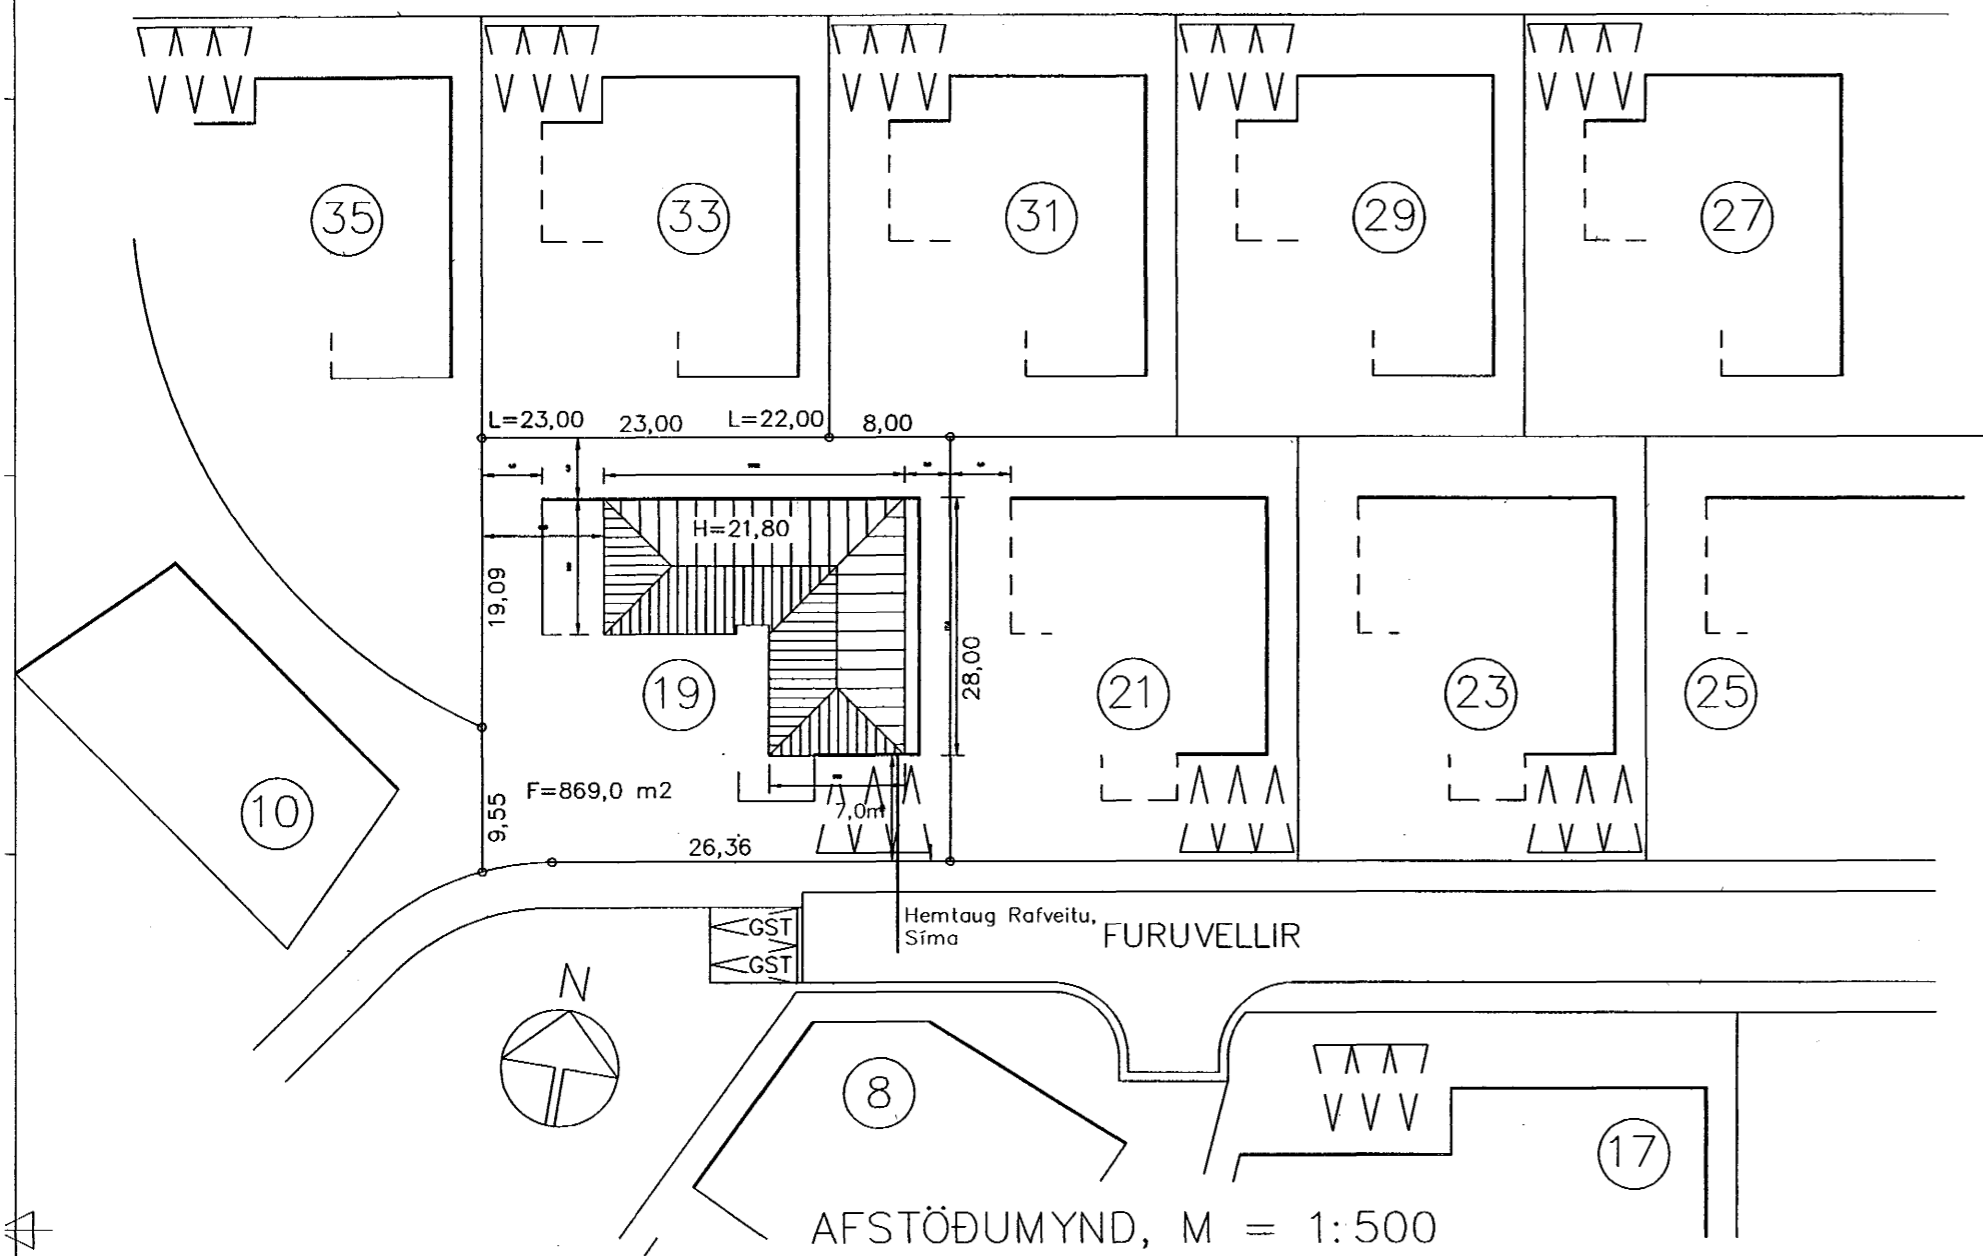 35
33
31
29
27
L=23,00
23,00
L=22,00
8,00
H=21,80
19,09
28,00
19
21
23
25
10
F=869,0 m2
9,55
7,0m
26,36
Hemtaug Rafveitu,
Síma
FURUVELLIR
GST
GST
N
8
17
AFSTÖÐUMYND, M = 1:500